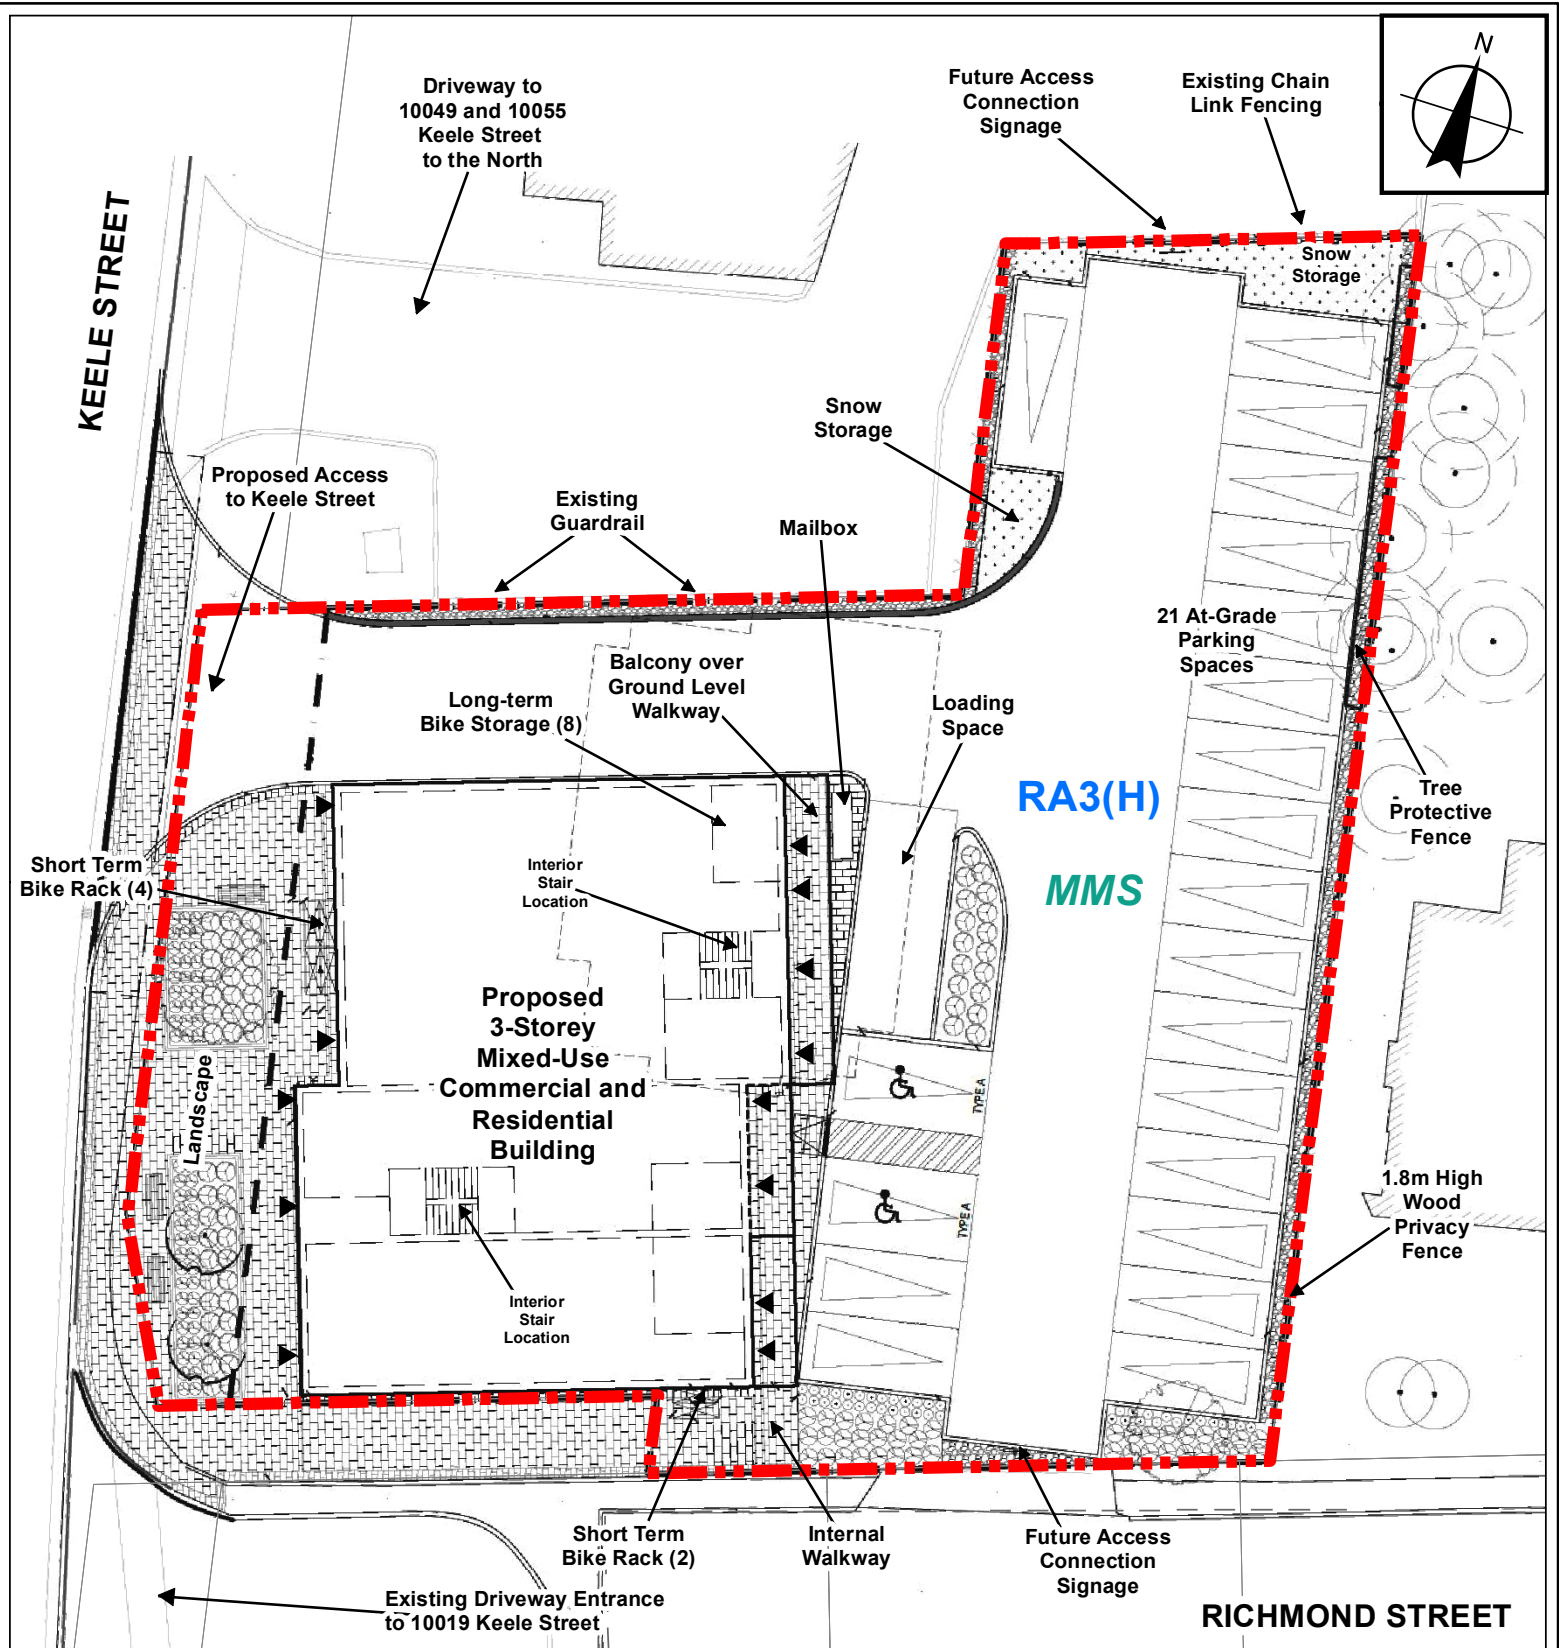 N
Driveway to
10049 and 10055
Keele Street
to the North
Future Access
Connection
Signage
Existing Chain
Link Fencing
KEELE STREET
Snow
Storage
Snow
Storage
Proposed Access
to Keele Street
Existing
Guardrail
Mailbox
21 At-Grade
Parking
Spaces
Balcony over
Ground Level
Walkway
Long-term
Bike Storage (8)
Loading
Space
RA3(H)
Tree
Protective
Fence
Short Term
Bike Rack (4)
Interior
Stair
Location
MMS
Proposed
3-Storey
Mixed-Use
Commercial and
Residential
Building
Landscape
TYPE A
TYPE A
1.8m High
Wood
Privacy
Fence
Interior
Stair
Location
Short Term
Bike Rack (2)
Internal
Walkway
Future Access
Connection
Signage
Existing Driveway Entrance
to 10019 Keele Street
RICHMOND STREET